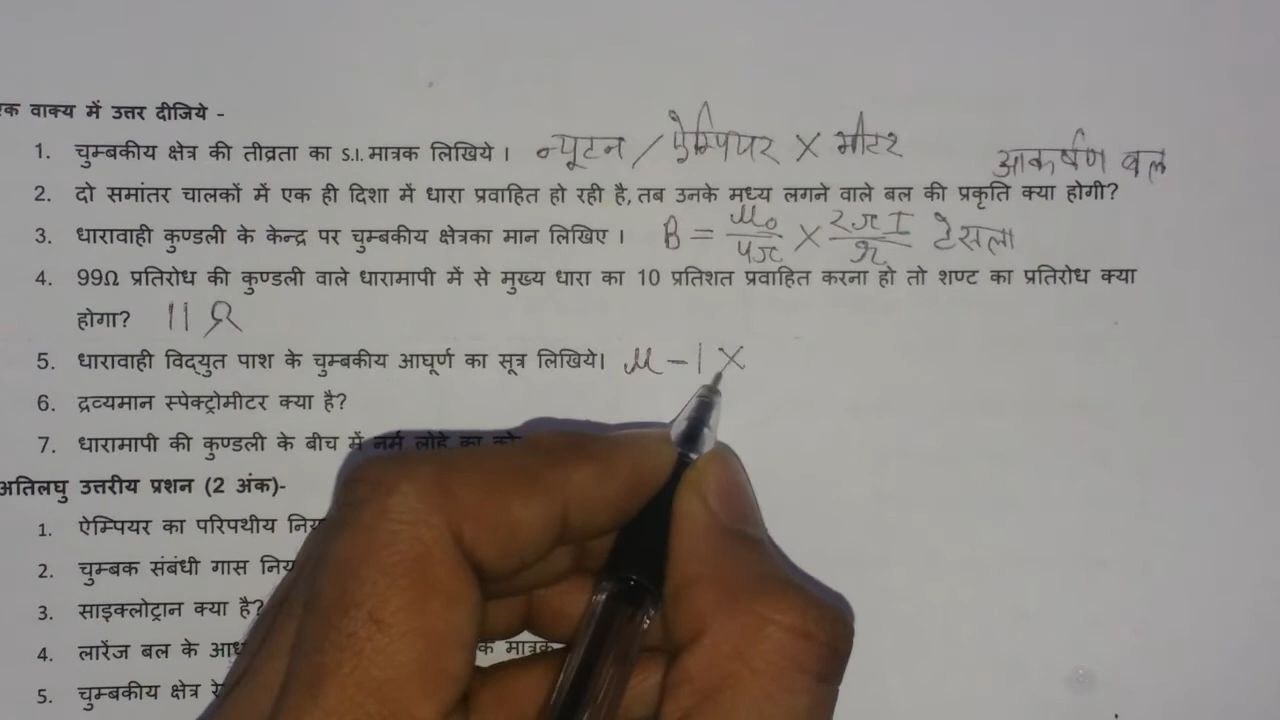 एक वाक्य में उत्तर दीजिये -
1. चुम्बकीय क्षेत्र की तीव्रता का S.I. मात्रक लिखिये । न्यूटन / ऐम्पियर × मीटर
आकर्षण बल
2. दो समांतर चालकों में एक ही दिशा में धारा प्रवाहित हो रही है, तब उनके मध्य लगने वाले बल की प्रकृति क्या होगी?
3. धारावाही कुण्डली के केन्द्र पर चुम्बकीय क्षेत्रका मान लिखिए । B = μ₀/4π × 2πI/r टेसला
4. 99Ω प्रतिरोध की कुण्डली वाले धारामापी में से मुख्य धारा का 10 प्रतिशत प्रवाहित करना हो तो शण्ट का प्रतिरोध क्या
होगा? 11 Ω
5. धारावाही विद्युत पाश के चुम्बकीय आघूर्ण का सूत्र लिखिये। μ - I ×
6. द्रव्यमान स्पेक्ट्रोमीटर क्या है?
7. धारामापी की कुण्डली के बीच में नर्म लोहे का
अतिलघु उत्तरीय प्रशन (2 अंक)-
1. ऐम्पियर का परिपथीय
2. चुम्बक संबंधी गास
3. साइक्लोट्रान क्या है?
4. लारेंज बल के मात्रक
5. चुम्बकीय क्षेत्र